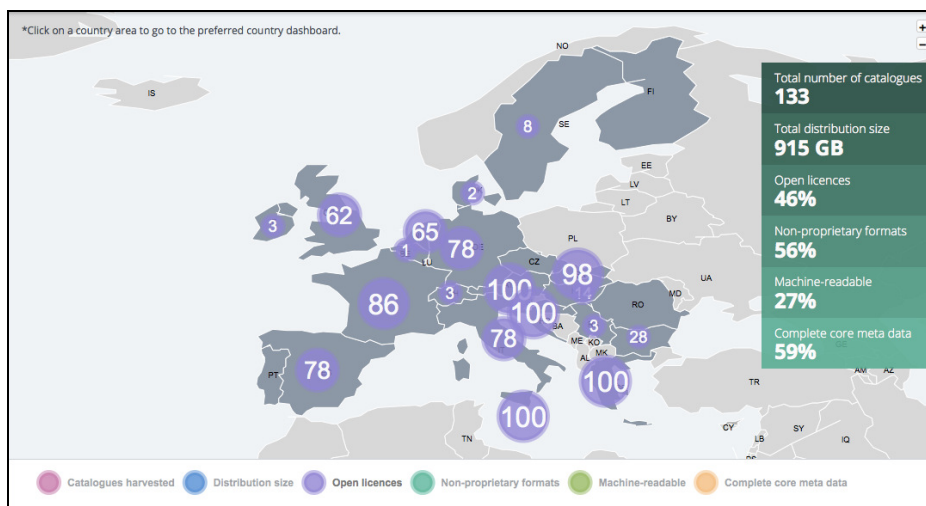 *Click on a country area to go to the preferred country dashboard.
+
−
NO
IS
FI
SE
8
EE
LV
LT
BY
2
62
3
65
78
1
LU
PL
CZ
98
UA
100
86
3
RO
MD
100
BA
3
78
28
ME
KO
MK
AL
PT
78
100
100
TR
AM
AZ
TN
CY
SY
LB
IQ
Total number of catalogues
133
Total distribution size
915 GB
Open licences
46%
Non-proprietary formats
56%
Machine-readable
27%
Complete core meta data
59%
Catalogues harvested
Distribution size
Open licences
Non-proprietary formats
Machine-readable
Complete core meta data